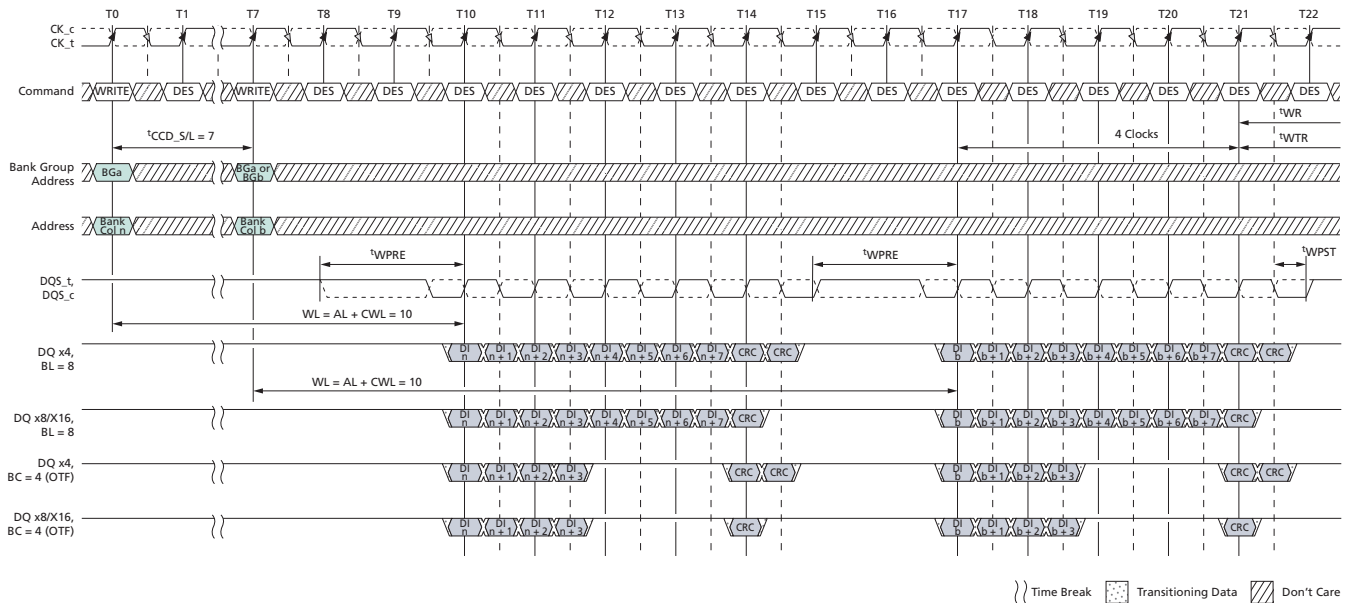 T0 T1 T7 T8 T9 T10 T11 T12 T13 T14 T15 T16 T17 T18 T19 T20 T21 T22
CK_c
CK_t
Command WRITE DES WRITE DES DES DES DES DES DES DES DES DES DES DES DES DES DES DES
tWR
tCCD_S/L = 7
4 Clocks
tWTR
Bank Group
Address
BGa
BGa or
BGb
Address
Bank
Col n
Bank
Col b
tWPRE tWPRE tWPST
DQS_t,
DQS_c
WL = AL + CWL = 10
DQ x4,
BL = 8
DI
n
DI
n + 1
DI
n + 2
DI
n + 3
DI
n + 4
DI
n + 5
DI
n + 6
DI
n + 7
CRC CRC
DI
b
DI
b + 1
DI
b + 2
DI
b + 3
DI
b + 4
DI
b + 5
DI
b + 6
DI
b + 7
CRC CRC
WL = AL + CWL = 10
DQ x8/X16,
BL = 8
DI
n
DI
n + 1
DI
n + 2
DI
n + 3
DI
n + 4
DI
n + 5
DI
n + 6
DI
n + 7
CRC
DI
b
DI
b + 1
DI
b + 2
DI
b + 3
DI
b + 4
DI
b + 5
DI
b + 6
DI
b + 7
CRC
DQ x4,
BC = 4 (OTF)
DI
n
DI
n + 1
DI
n + 2
DI
n + 3
CRC CRC
DI
b
DI
b + 1
DI
b + 2
DI
b + 3
CRC CRC
DQ x8/X16,
BC = 4 (OTF)
DI
n
DI
n + 1
DI
n + 2
DI
n + 3
CRC
DI
b
DI
b + 1
DI
b + 2
DI
b + 3
CRC
Time Break Transitioning Data Don't Care